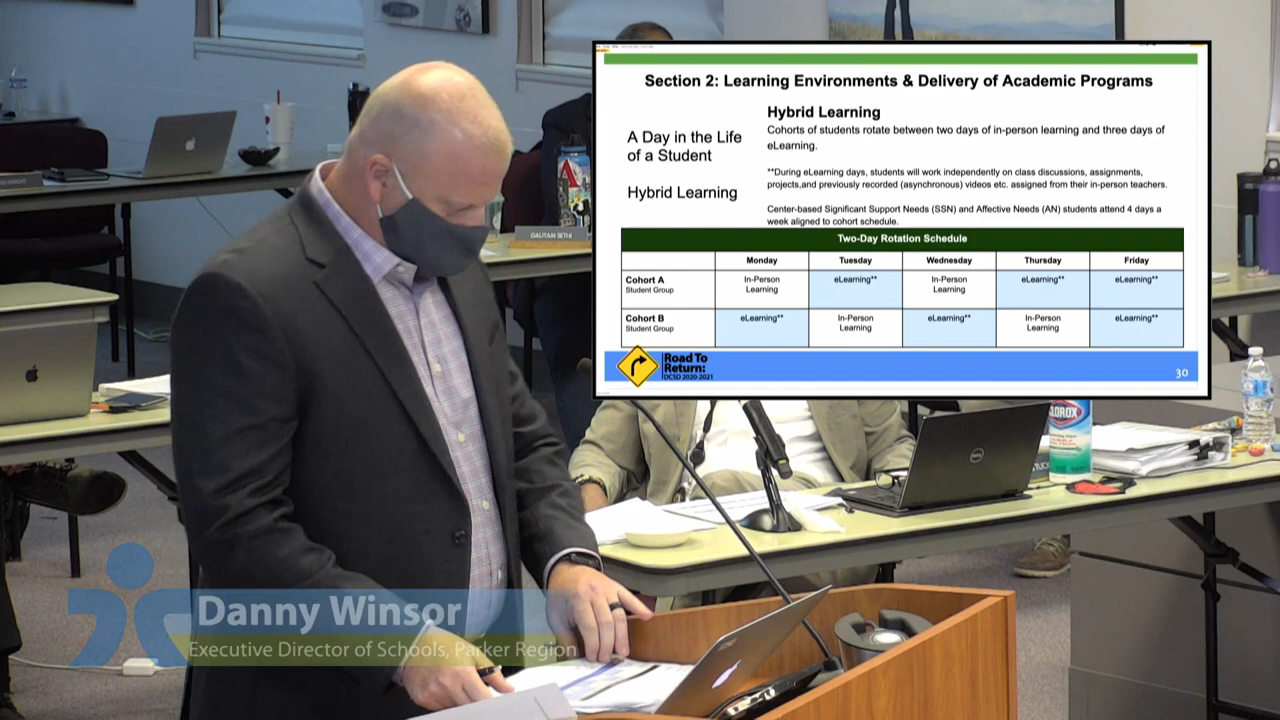 Section 2: Learning Environments & Delivery of Academic Programs
A Day in the Life
of a Student
Hybrid Learning
Hybrid Learning
Cohorts of students rotate between two days of in-person learning and three days of
eLearning.
**During eLearning days, students will work independently on class discussions, assignments,
projects,and previously recorded (asynchronous) videos etc. assigned from their in-person teachers.
Center-based Significant Support Needs (SSN) and Affective Needs (AN) students attend 4 days a
week aligned to cohort schedule.
Two-Day Rotation Schedule
Monday Tuesday Wednesday Thursday Friday
Cohort A
Student Group
In-Person
Learning
eLearning**
In-Person
Learning
eLearning**
eLearning**
Cohort B
Student Group
eLearning**
In-Person
Learning
eLearning**
In-Person
Learning
eLearning**
Road To
Return:
DCSD 2020-2021
30
GAUTAM SETHI
CLOROX
DELL
Danny Winsor
Executive Director of Schools, Parker Region